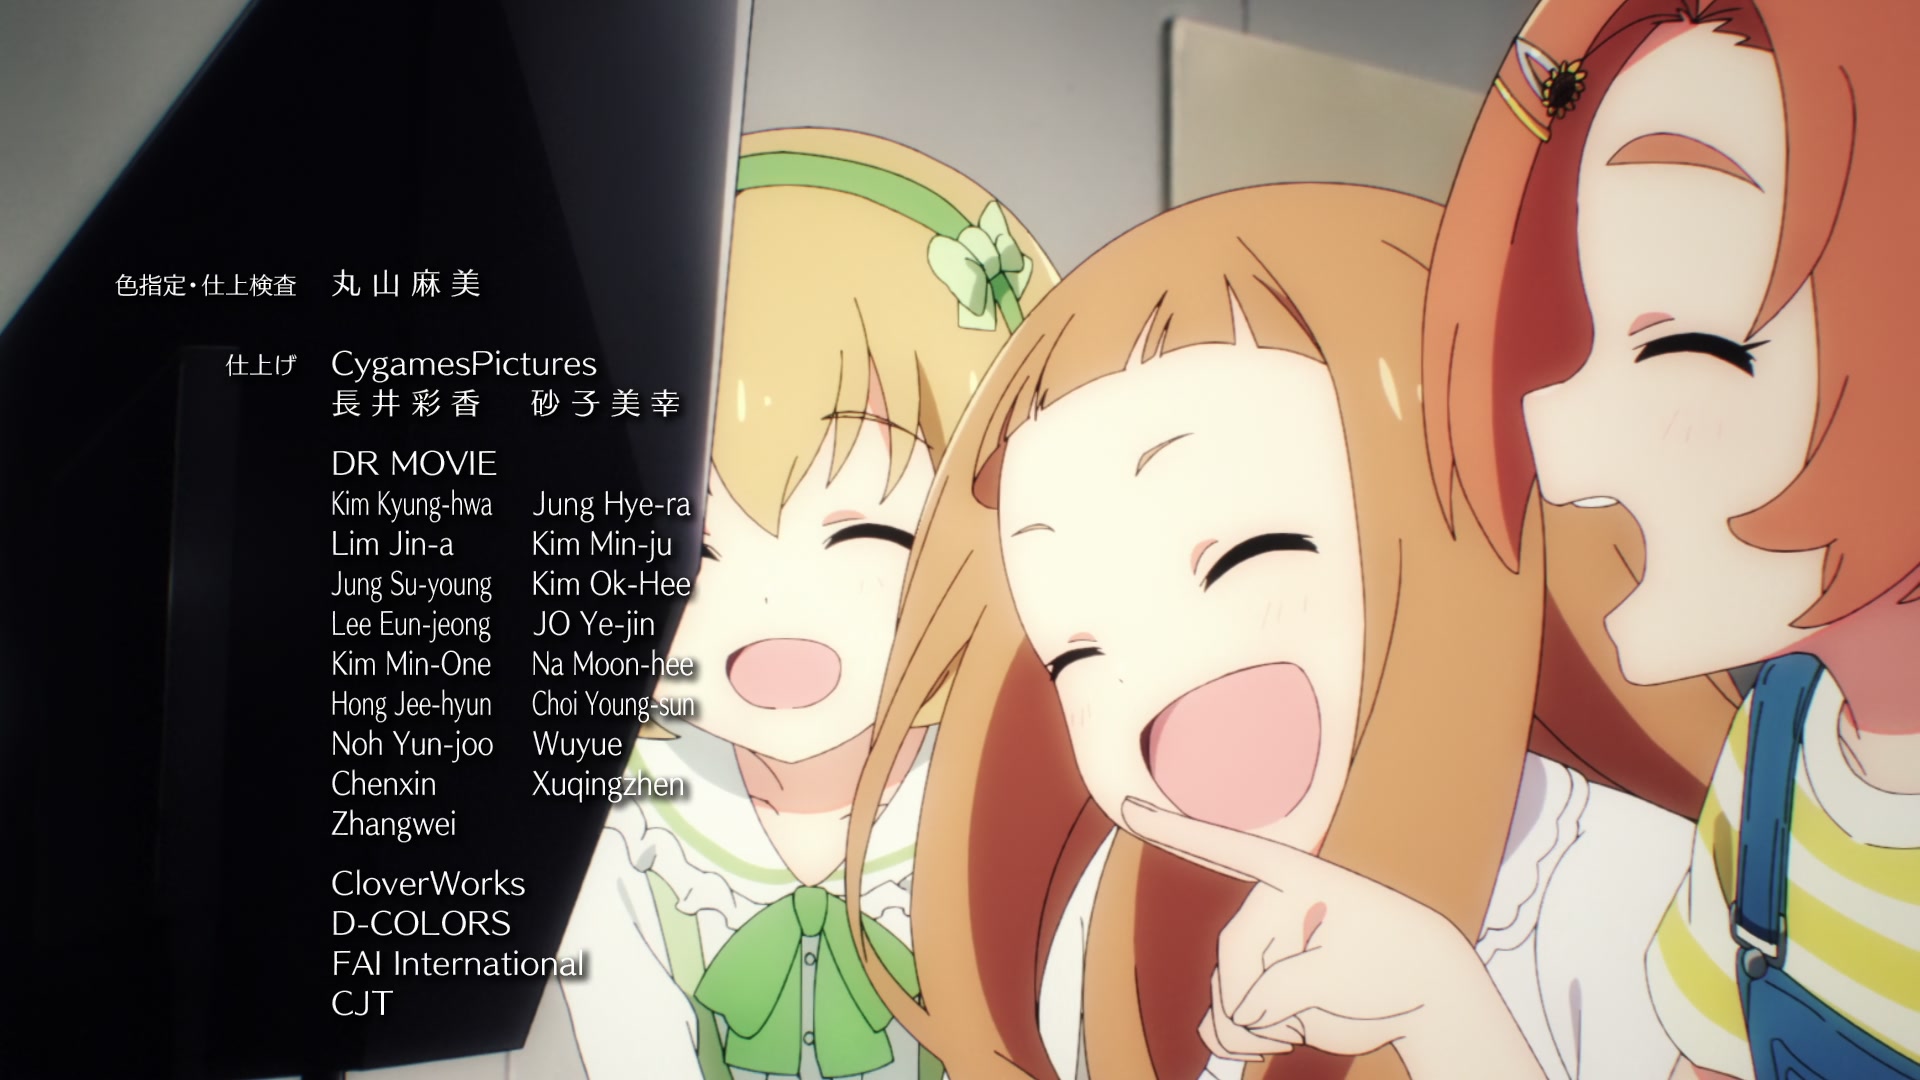 色指定・仕上検査 丸山麻美
仕上げ CygamesPictures
長井彩香 砂子美幸
DR MOVIE
Kim Kyung-hwa Jung Hye-ra
Lim Jin-a Kim Min-ju
Jung Su-young Kim Ok-Hee
Lee Eun-jeong JO Ye-jin
Kim Min-One Na Moon-hee
Hong Jee-hyun Choi Young-sun
Noh Yun-joo Wuyue
Chenxin Xuqingzhen
Zhangwei
CloverWorks
D-COLORS
FAI International
CJT